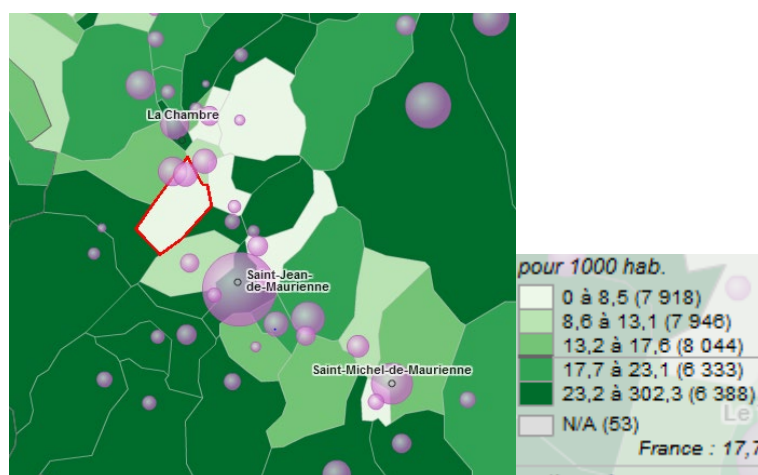 La Chambre
Saint-Jean-
de-Maurienne
Saint-Michel-de-Maurienne
pour 1000 hab.
0 à 8,5 (7 918)
8,6 à 13,1 (7 946)
13,2 à 17,6 (8 044)
17,7 à 23,1 (6 333)
23,2 à 302,3 (6 388)
Le
N/A (53)
France : 17,7